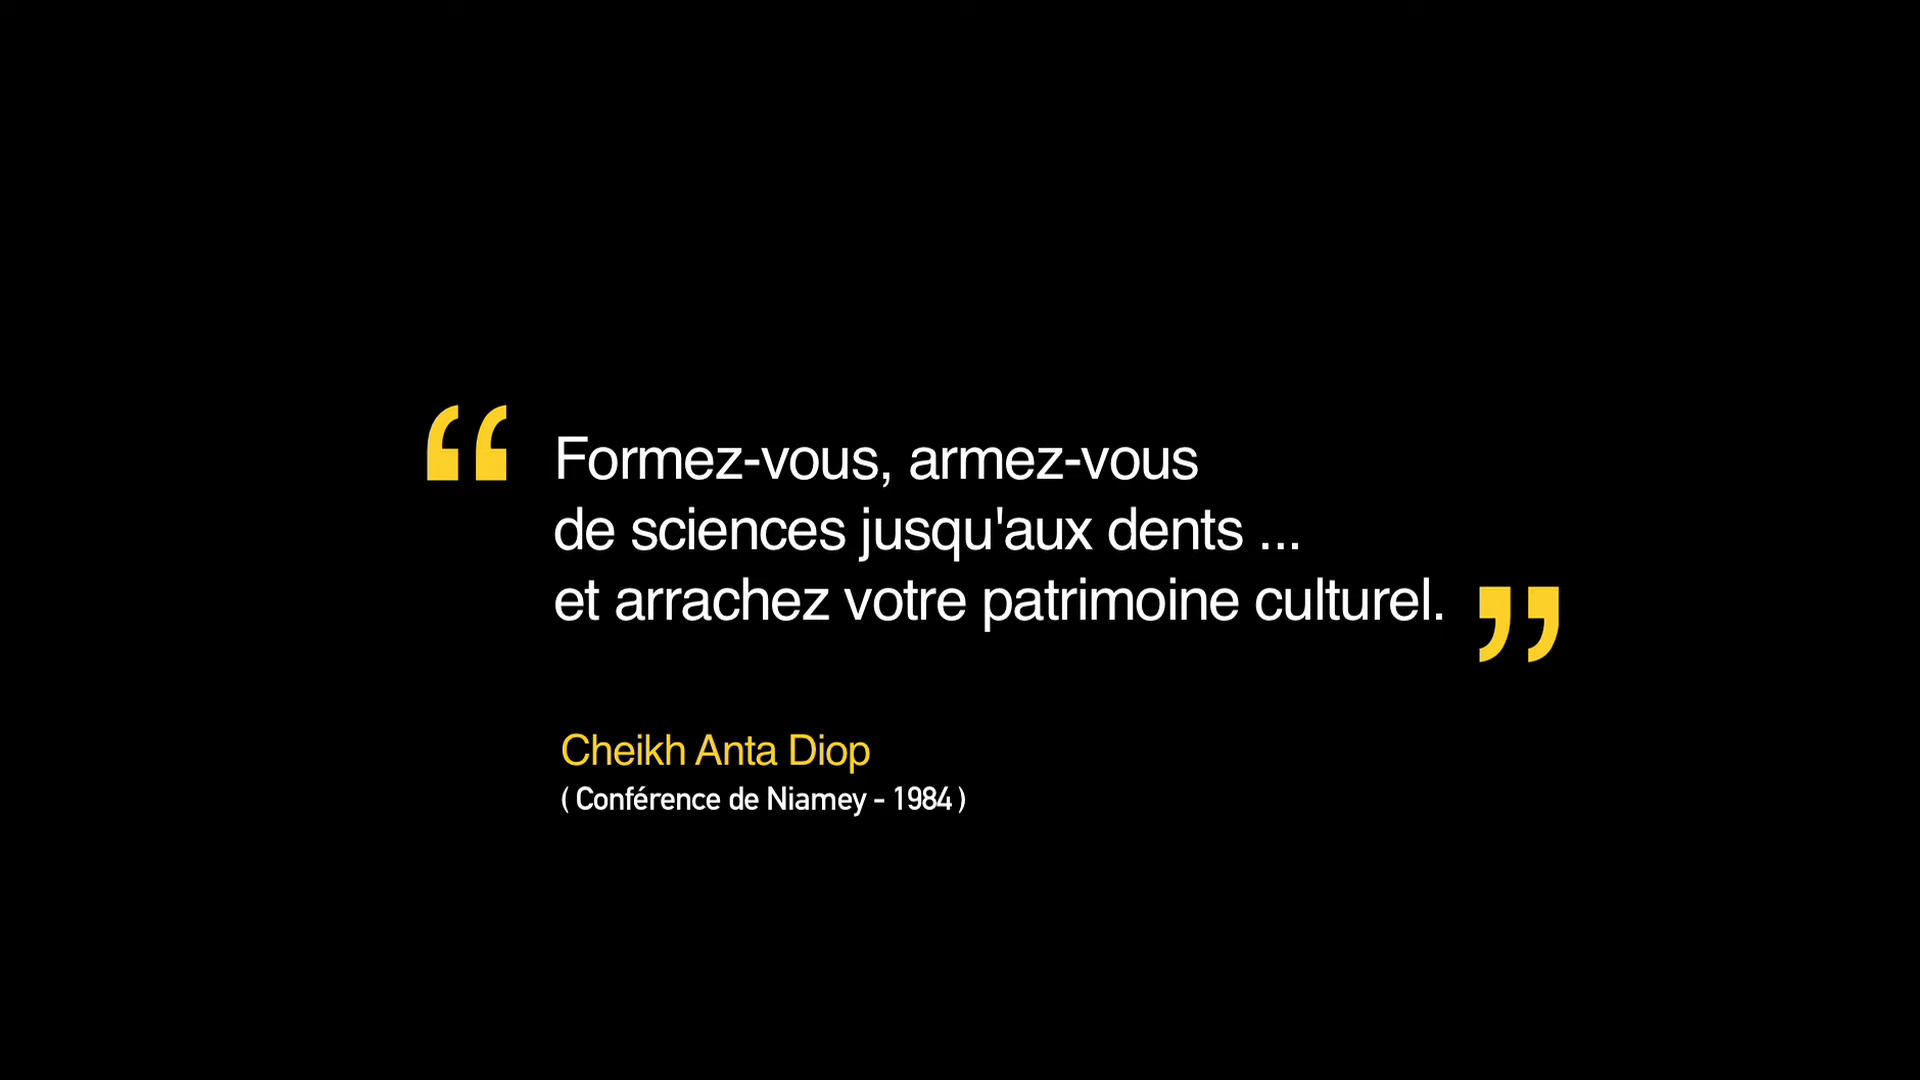 “ Formez-vous, armez-vous
de sciences jusqu'aux dents ...
et arrachez votre patrimoine culturel. ”
Cheikh Anta Diop
( Conférence de Niamey - 1984 )